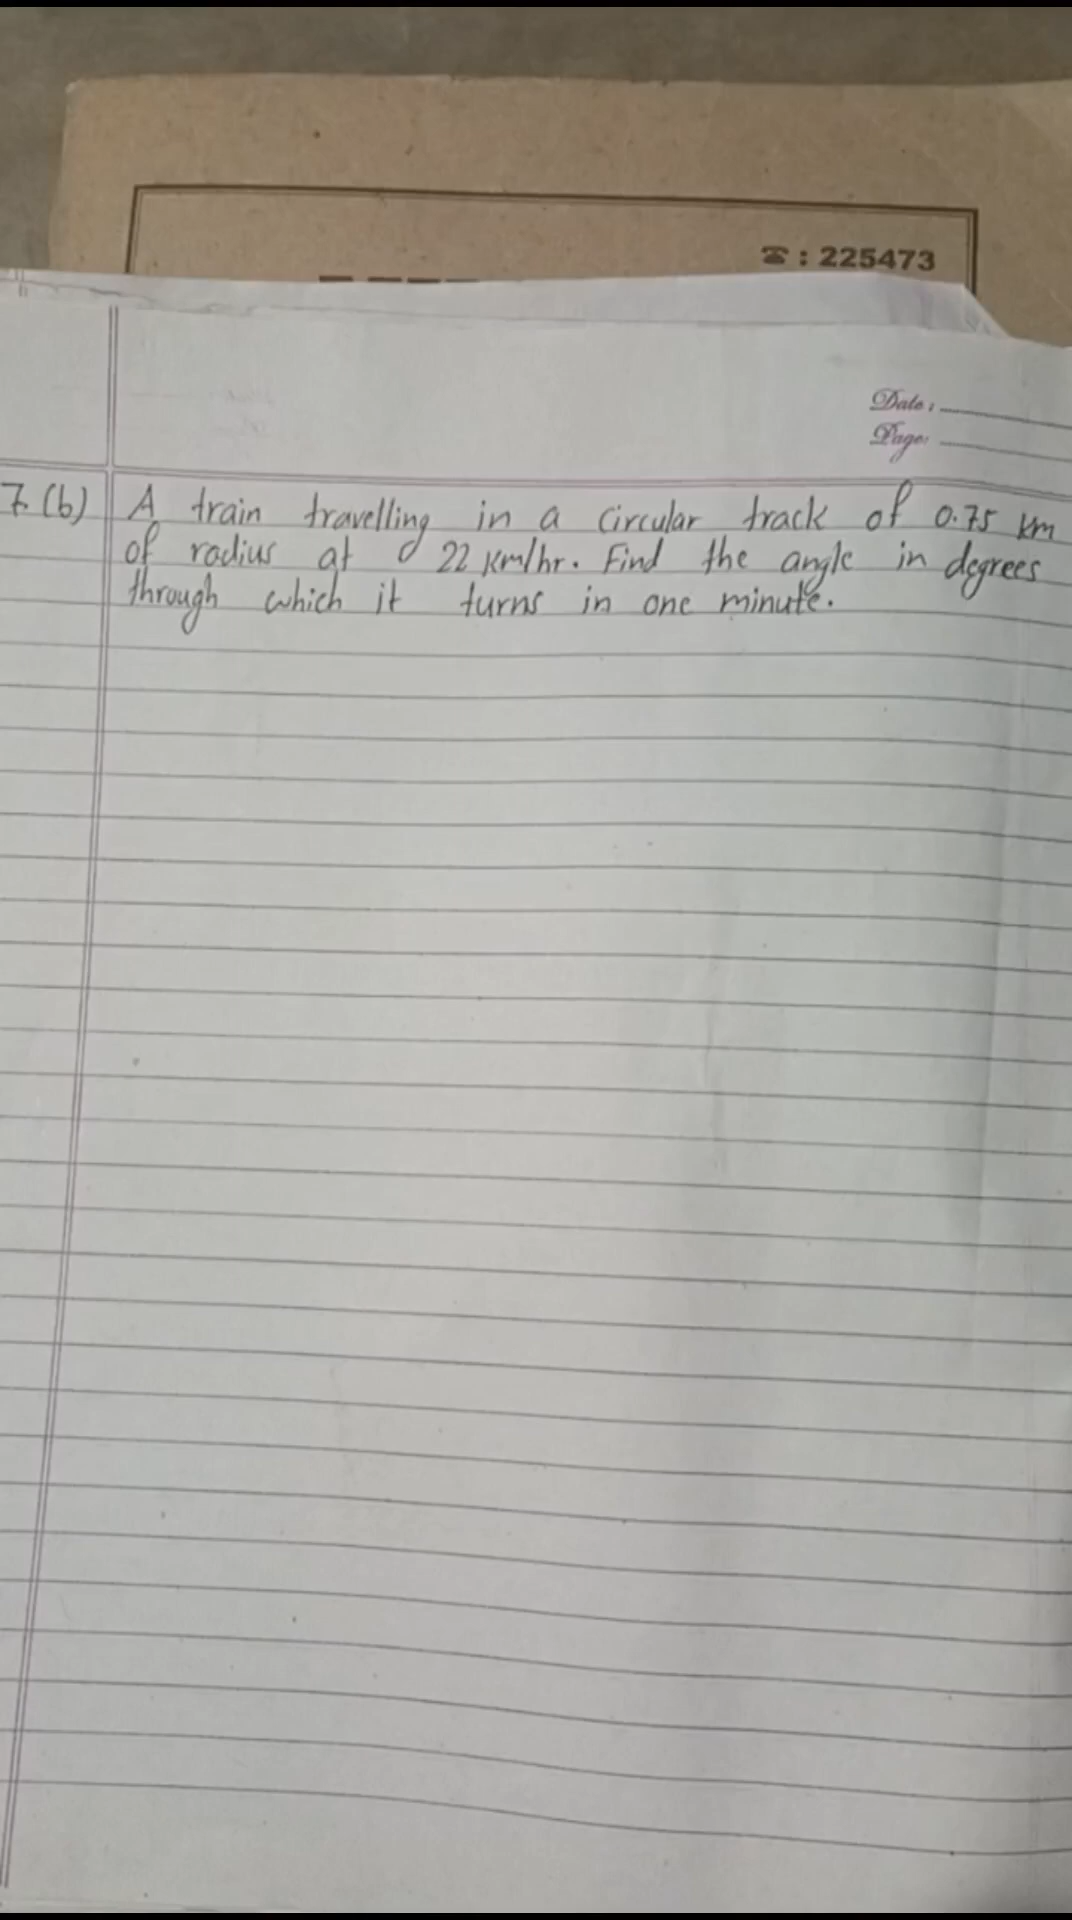 ☎ : 225473
Date :
Page:
7. (b) A train travelling in a circular track of 0.75 km
of radius at 22 km/hr. Find the angle in degrees
through which it turns in one minute.